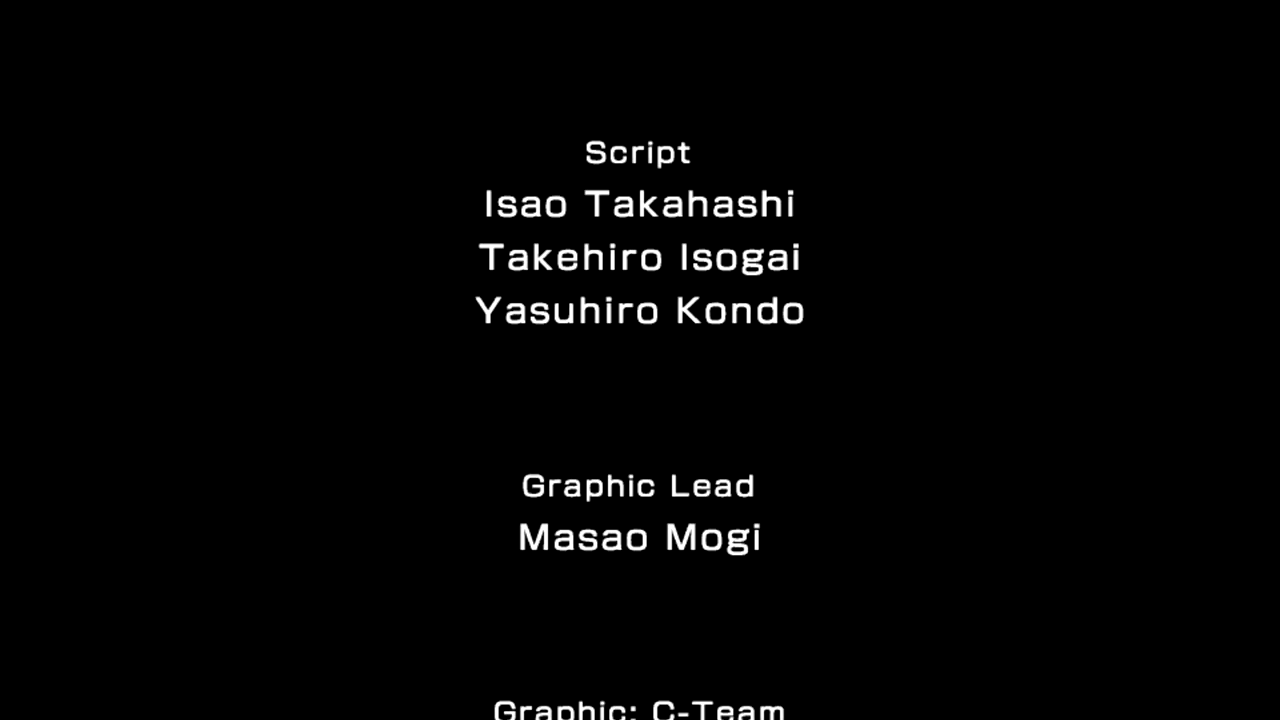 Script
Isao Takahashi
Takehiro Isogai
Yasuhiro Kondo
Graphic Lead
Masao Mogi
Graphic: C-Team